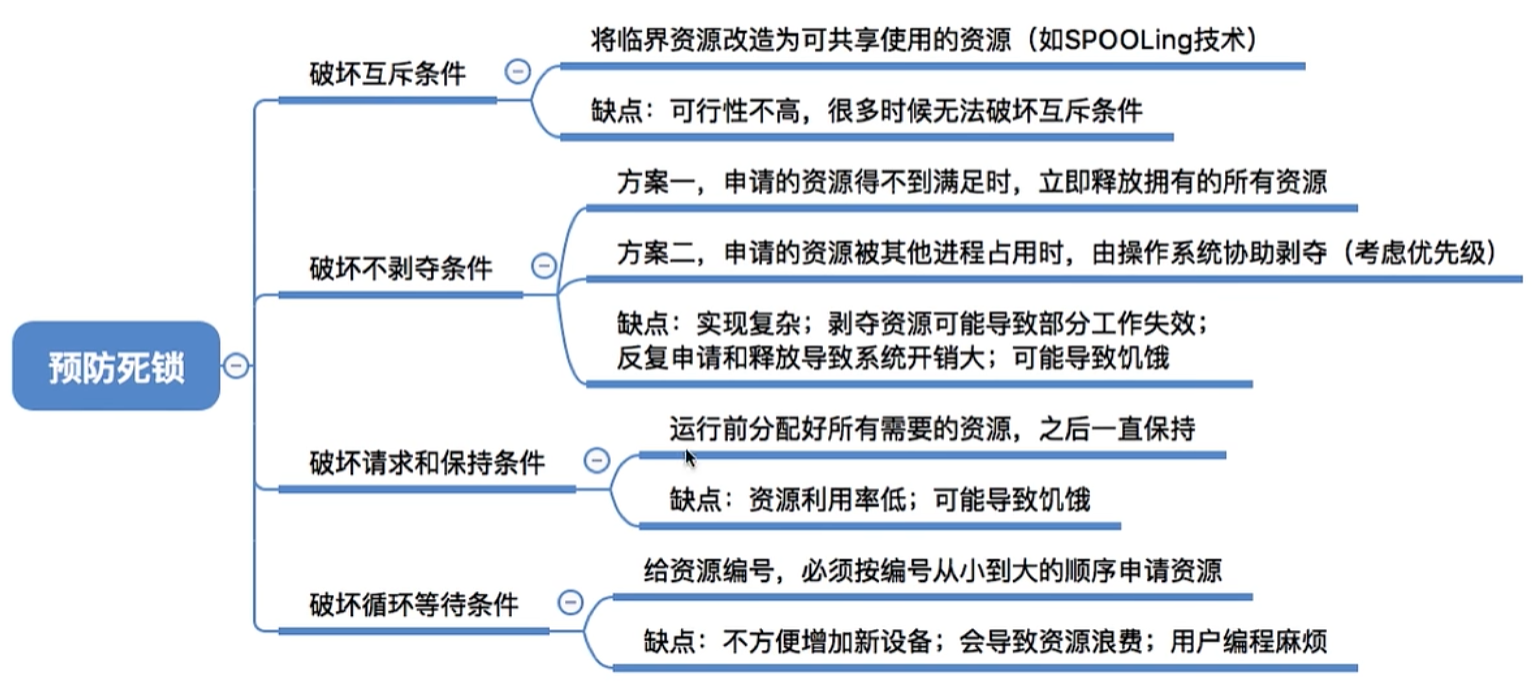 预防死锁
破坏互斥条件
将临界资源改造为可共享使用的资源（如SPOOLing技术）
缺点：可行性不高，很多时候无法破坏互斥条件
破坏不剥夺条件
方案一，申请的资源得不到满足时，立即释放拥有的所有资源
方案二，申请的资源被其他进程占用时，由操作系统协助剥夺（考虑优先级）
缺点：实现复杂；剥夺资源可能导致部分工作失效；
反复申请和释放导致系统开销大；可能导致饥饿
破坏请求和保持条件
运行前分配好所有需要的资源，之后一直保持
缺点：资源利用率低；可能导致饥饿
破坏循环等待条件
给资源编号，必须按编号从小到大的顺序申请资源
缺点：不方便增加新设备；会导致资源浪费；用户编程麻烦